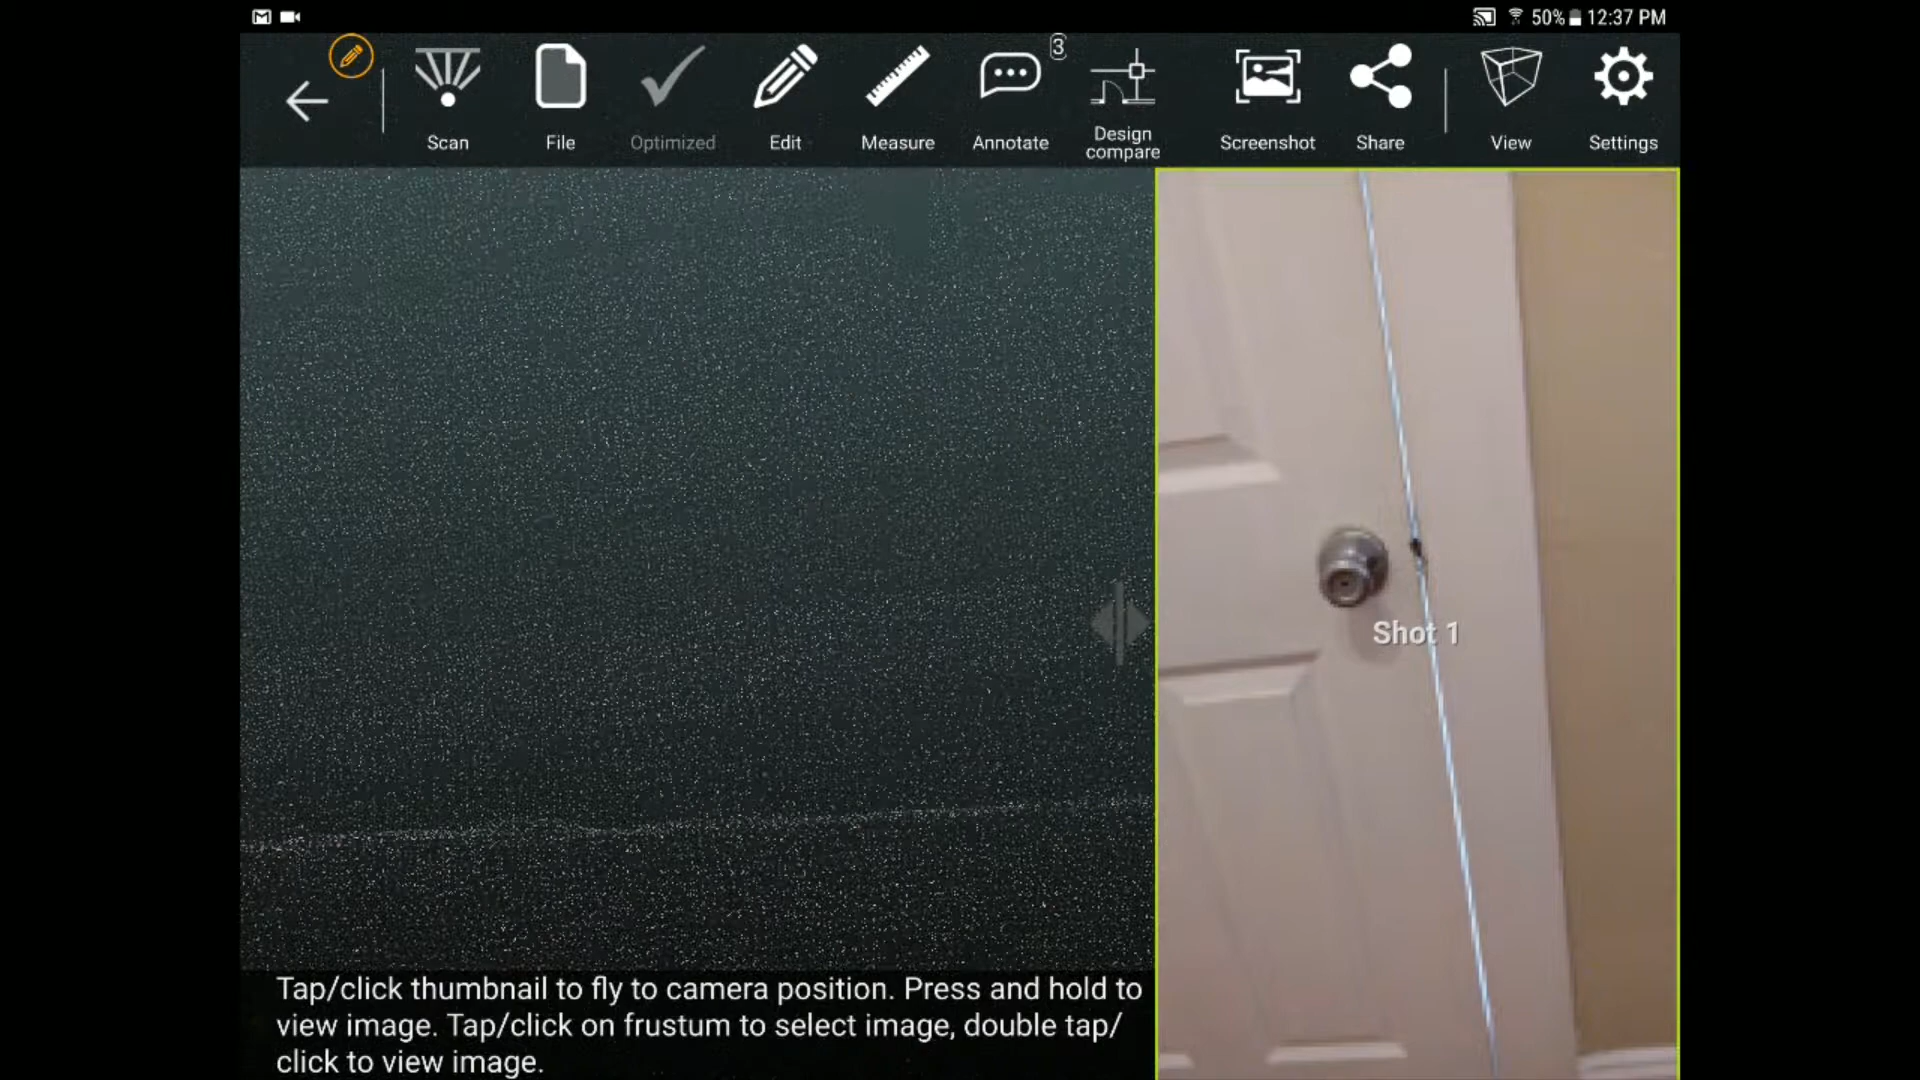 50% 12:37 PM
3
Scan File Optimized Edit Measure Annotate Design compare Screenshot Share View Settings
Shot 1
Tap/click thumbnail to fly to camera position. Press and hold to
view image. Tap/click on frustum to select image, double tap/
click to view image.